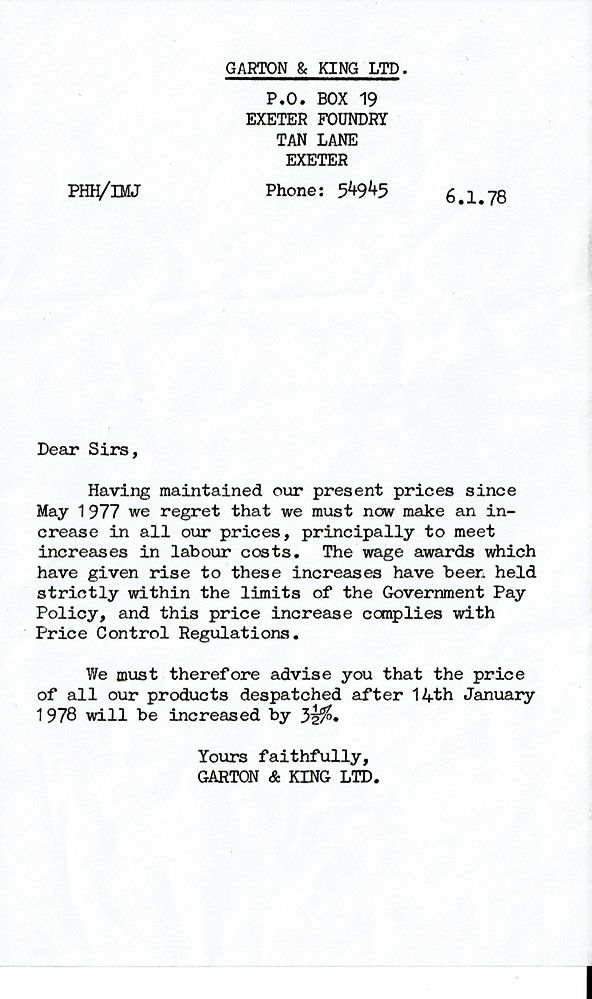 GARTON & KING LTD.
P.O. BOX 19
EXETER FOUNDRY
TAN LANE
EXETER
PHH/IMJ Phone: 54945 6.1.78
Dear Sirs,
Having maintained our present prices since
May 1977 we regret that we must now make an in-
crease in all our prices, principally to meet
increases in labour costs. The wage awards which
have given rise to these increases have been held
strictly within the limits of the Government Pay
Policy, and this price increase complies with
Price Control Regulations.
We must therefore advise you that the price
of all our products despatched after 14th January
1978 will be increased by 3½%.
Yours faithfully,
GARTON & KING LTD.